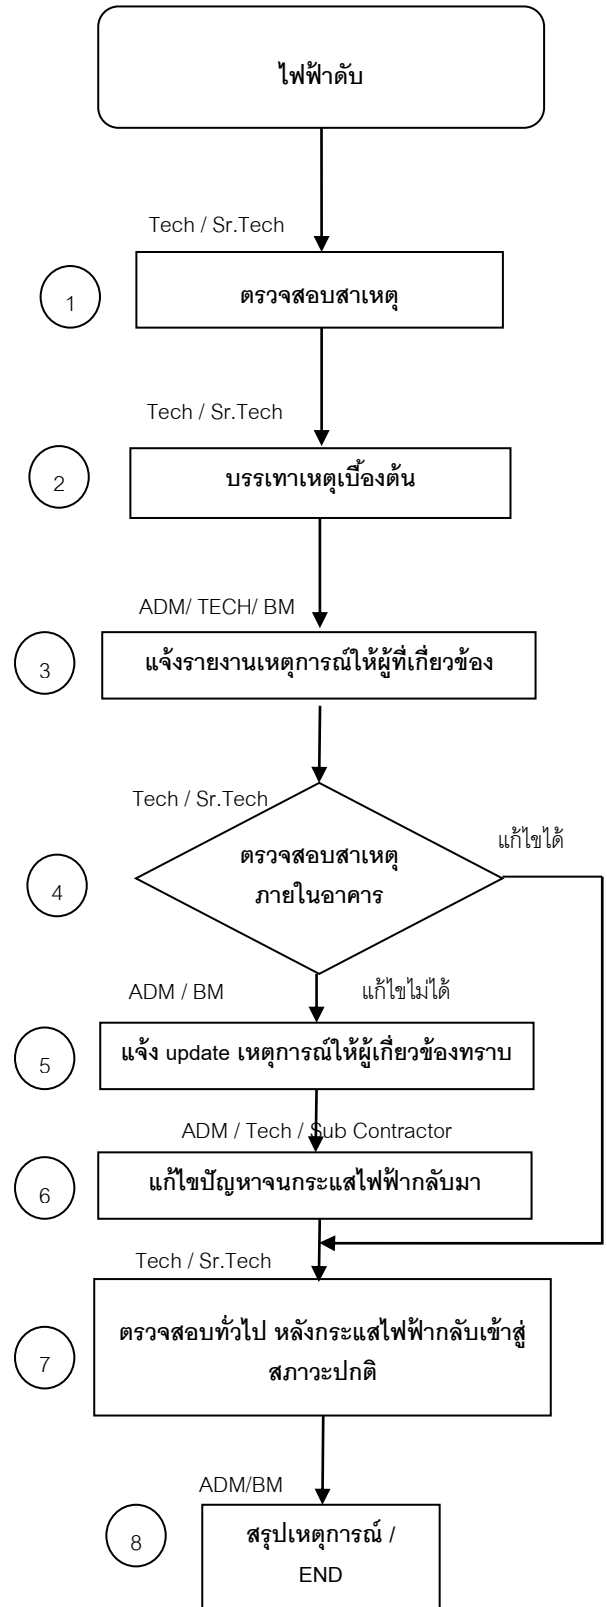 ไฟฟ้าดับ
Tech / Sr.Tech
1
ตรวจสอบสาเหตุ
Tech / Sr.Tech
2
บรรเทาเหตุเบื้องต้น
ADM/ TECH/ BM
3
แจ้งรายงานเหตุการณ์ให้ผู้ที่เกี่ยวข้อง
Tech / Sr.Tech
แก้ไขได้
4
ตรวจสอบสาเหตุ
ภายในอาคาร
ADM / BM
แก้ไขไม่ได้
5
แจ้ง update เหตุการณ์ให้ผู้เกี่ยวข้องทราบ
ADM / Tech / Sub Contractor
6
แก้ไขปัญหาจนกระแสไฟฟ้ากลับมา
Tech / Sr.Tech
7
ตรวจสอบทั่วไป หลังกระแสไฟฟ้ากลับเข้าสู่
สภาวะปกติ
ADM/BM
8
สรุปเหตุการณ์ /
END